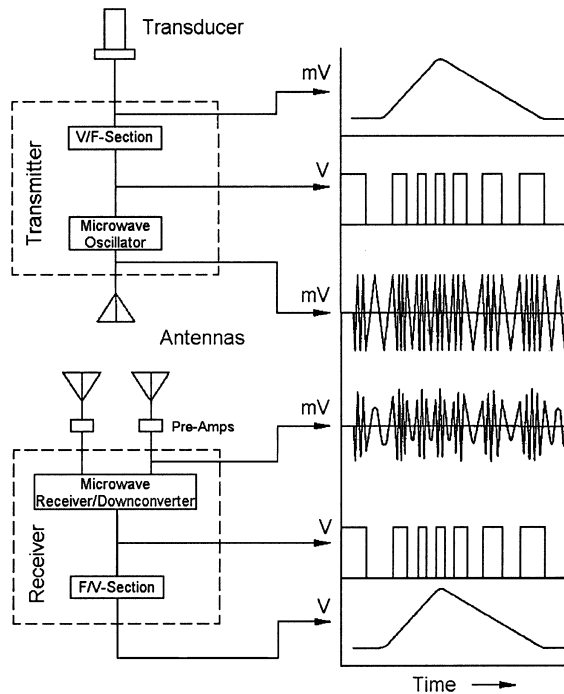 Transducer
mV
V/F-Section
V
Transmitter
Microwave
Oscillator
mV
Antennas
mV
Pre-Amps
Microwave
Receiver/Downconverter
V
Receiver
F/V-Section
V
Time